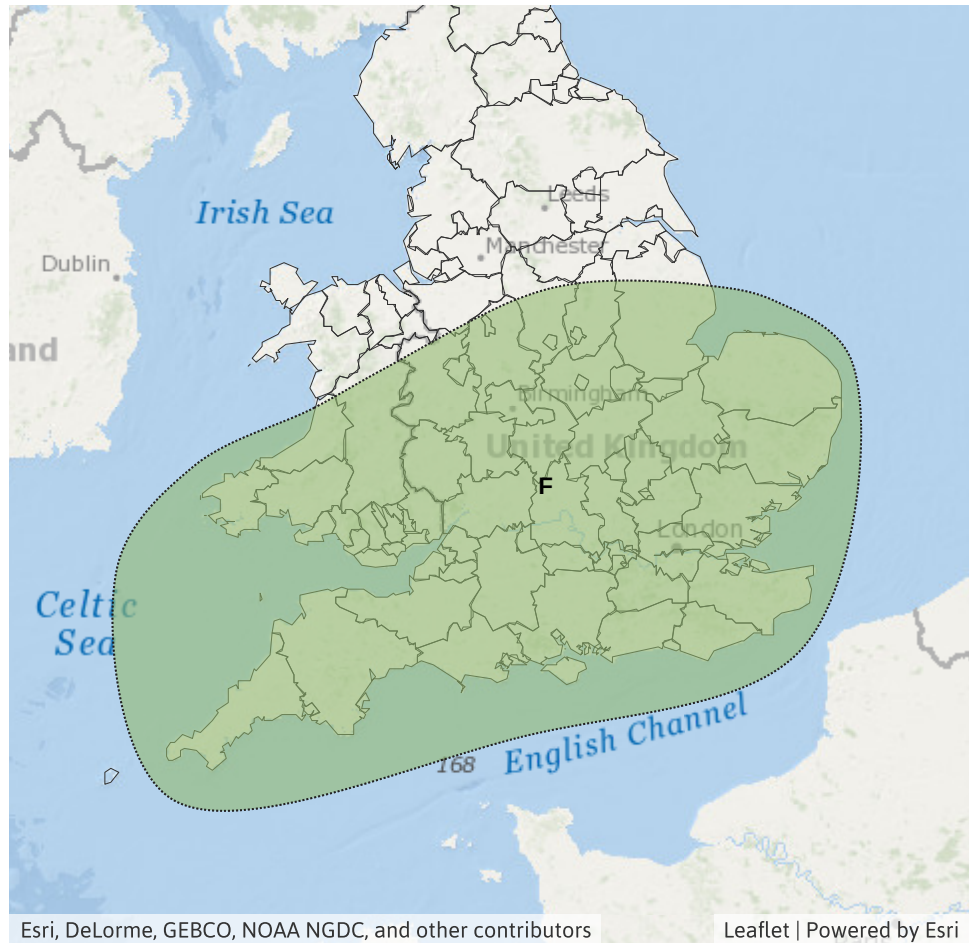 Leeds
Irish Sea
Manchester
Dublin
and
Birmingham
United Kingdom
F
London
Celtic
Sea
English Channel
168
Esri, DeLorme, GEBCO, NOAA NGDC, and other contributors
Leaflet | Powered by Esri